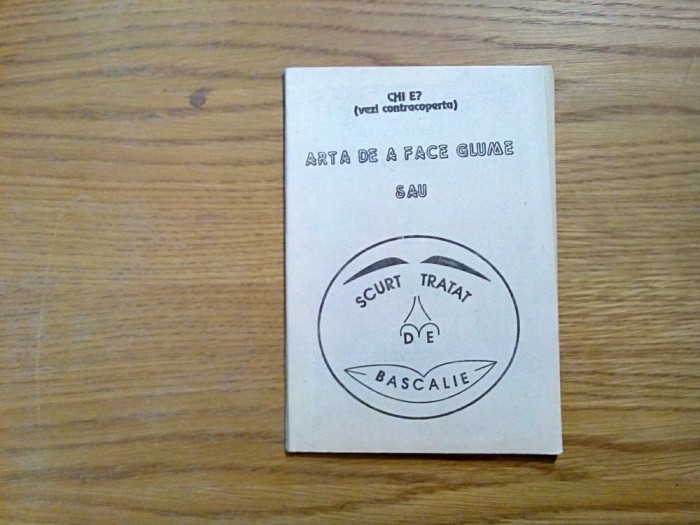 CHI E?
(vezi contracoperta)
ARTA DE A FACE GLUME
SAU
SCURT TRATAT
DE
BASCALIE